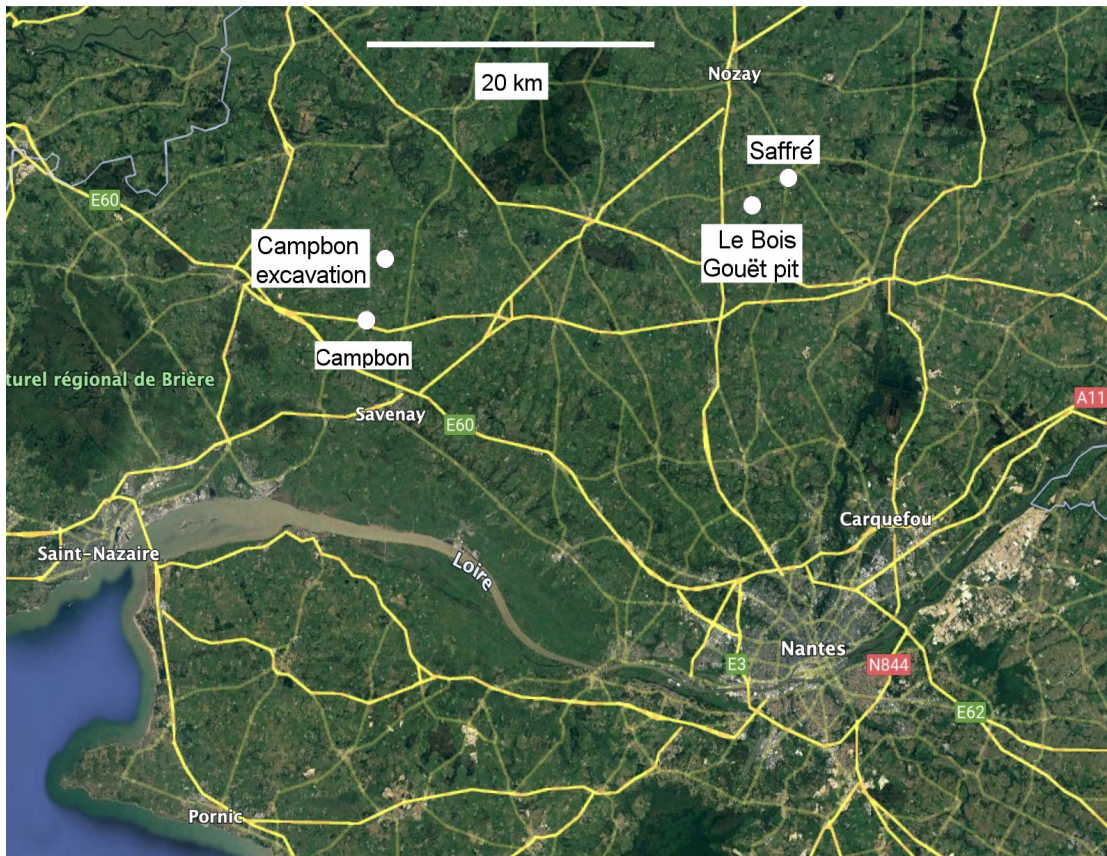 20 km
Nozay
Saffré
E60
Le Bois
Gouët pit
Campbon
excavation
Campbon
turel régional de Brière
A11
Savenay
E60
Carquefou
Saint-Nazaire
Loire
Nantes
E3
N844
E62
Pornic